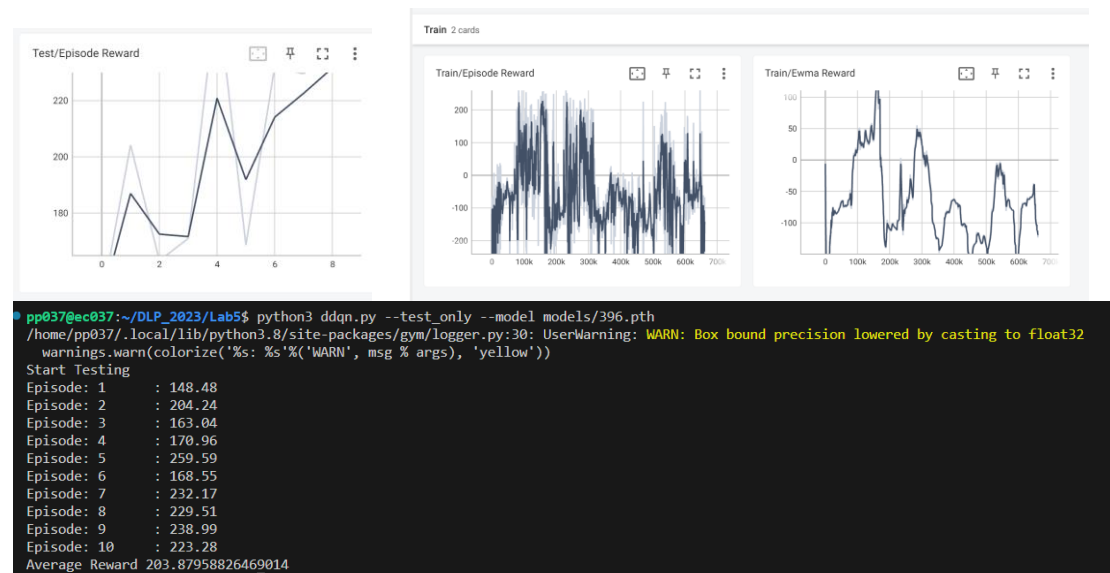 Test/Episode Reward
220
200
180
0 2 4 6 8
Train 2 cards
Train/Episode Reward
200
100
0
-100
-200
0 100k 200k 300k 400k 500k 600k 700k
Train/Ewma Reward
100
50
0
-50
-100
0 100k 200k 300k 400k 500k 600k 70
pp037@ec037:~/DLP_2023/Lab5$ python3 ddqn.py --test_only --model models/396.pth
/home/pp037/.local/lib/python3.8/site-packages/gym/logger.py:30: UserWarning: WARN: Box bound precision lowered by casting to float32
warnings.warn(colorize('%s: %s'%('WARN', msg % args), 'yellow'))
Start Testing
Episode: 1 : 148.48
Episode: 2 : 204.24
Episode: 3 : 163.04
Episode: 4 : 170.96
Episode: 5 : 259.59
Episode: 6 : 168.55
Episode: 7 : 232.17
Episode: 8 : 229.51
Episode: 9 : 238.99
Episode: 10 : 223.28
Average Reward 203.87958826469014